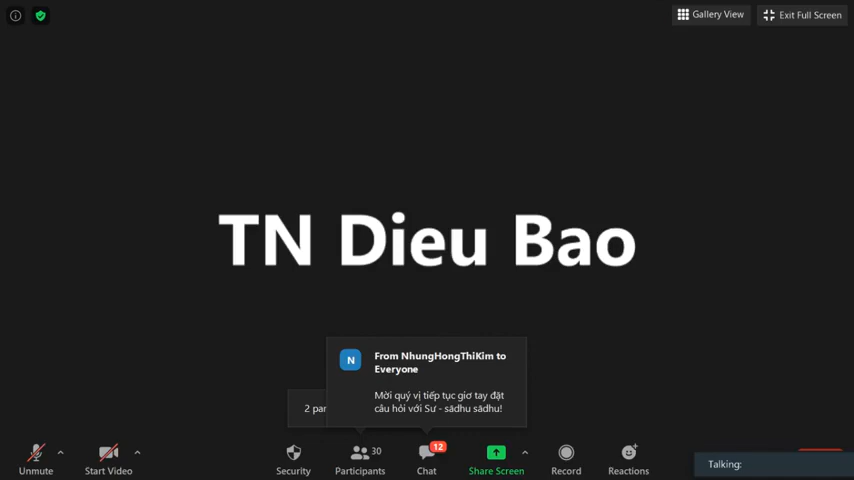 Gallery View
Exit Full Screen
TN Dieu Bao
N
From NhungHongThiKim to
Everyone
Mời quý vị tiếp tục giơ tay đặt
câu hỏi với Sư - sādhu sādhu!
2 par
30
12
Unmute
Start Video
Security
Participants
Chat
Share Screen
Record
Reactions
Talking: